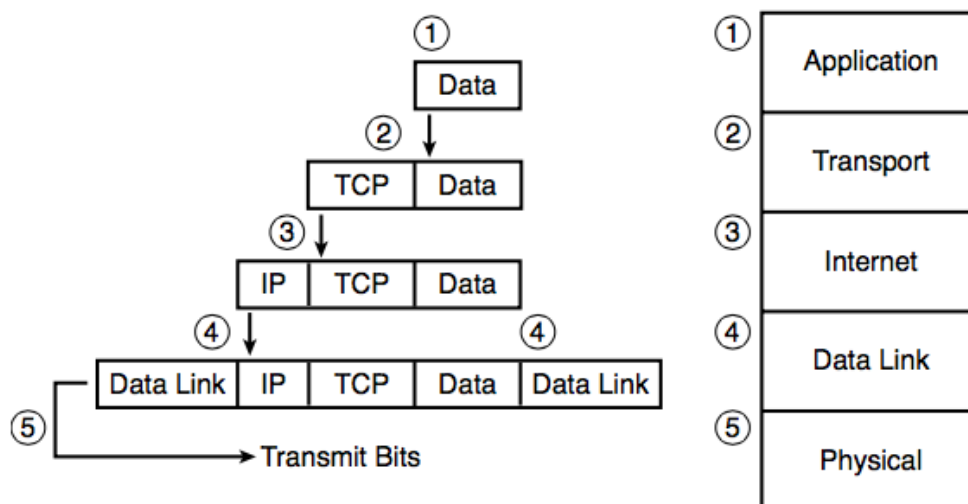 ① ①
Application
Data
② ②
Transport
TCP Data
③ ③
Internet
IP TCP Data
④ ④ ④
Data Link
Data Link IP TCP Data Data Link
⑤ ⑤
Transmit Bits
Physical